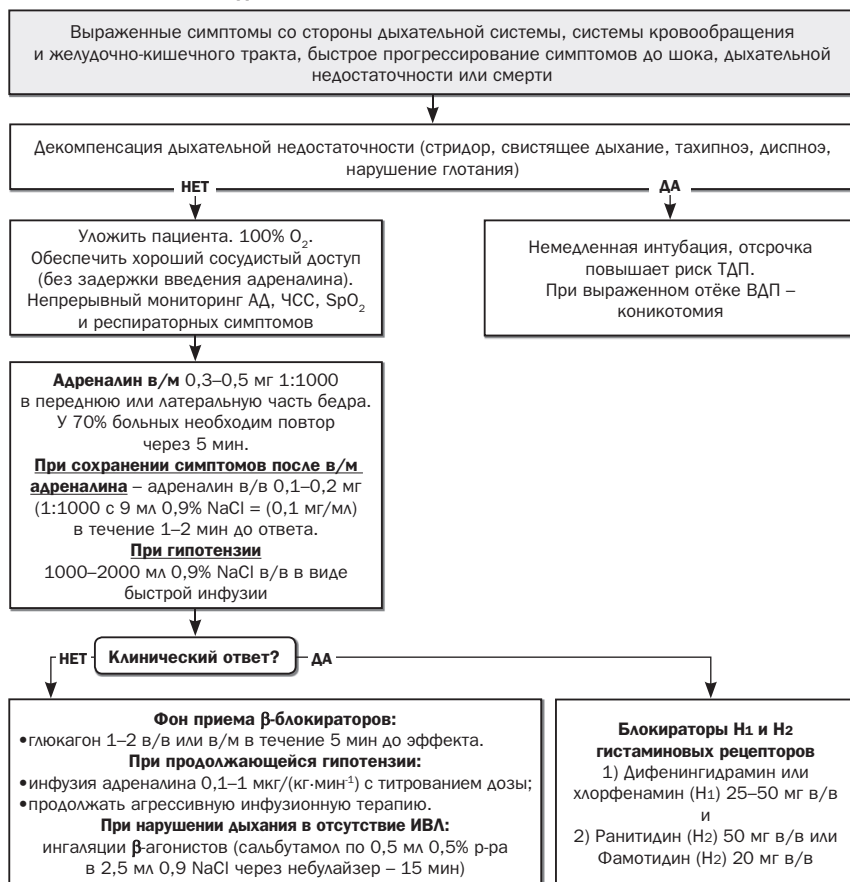 Выраженные симптомы со стороны дыхательной системы, системы кровообращения
и желудочно-кишечного тракта, быстрое прогрессирование симптомов до шока, дыхательной
недостаточности или смерти
Декомпенсация дыхательной недостаточности (стридор, свистящее дыхание, тахипноэ, диспноэ,
нарушение глотания)
НЕТ
ДА
Уложить пациента. 100% O₂.
Обеспечить хороший сосудистый доступ
(без задержки введения адреналина).
Непрерывный мониторинг АД, ЧСС, SpO₂
и респираторных симптомов
Немедленная интубация, отсрочка
повышает риск ТДП.
При выраженном отёке ВДП –
коникотомия
Адреналин в/м 0,3–0,5 мг 1:1000
в переднюю или латеральную часть бедра.
У 70% больных необходим повтор
через 5 мин.
При сохранении симптомов после в/м
адреналина – адреналин в/в 0,1–0,2 мг
(1:1000 с 9 мл 0,9% NaCl = (0,1 мг/мл)
в течение 1–2 мин до ответа.
При гипотензии
1000–2000 мл 0,9% NaCl в/в в виде
быстрой инфузии
НЕТ
Клинический ответ?
ДА
Фон приема β-блокираторов:
•глюкагон 1–2 в/в или в/м в течение 5 мин до эффекта.
При продолжающейся гипотензии:
•инфузия адреналина 0,1–1 мкг/(кг·мин⁻¹) с титрованием дозы;
•продолжать агрессивную инфузионную терапию.
При нарушении дыхания в отсутствие ИВЛ:
ингаляции β-агонистов (сальбутамол по 0,5 мл 0,5% р-ра
в 2,5 мл 0,9 NaCl через небулайзер – 15 мин)
Блокираторы H1 и H2
гистаминовых рецепторов
1) Дифенингидрамин или
хлорфенамин (H1) 25–50 мг в/в
и
2) Ранитидин (H2) 50 мг в/в или
Фамотидин (H2) 20 мг в/в